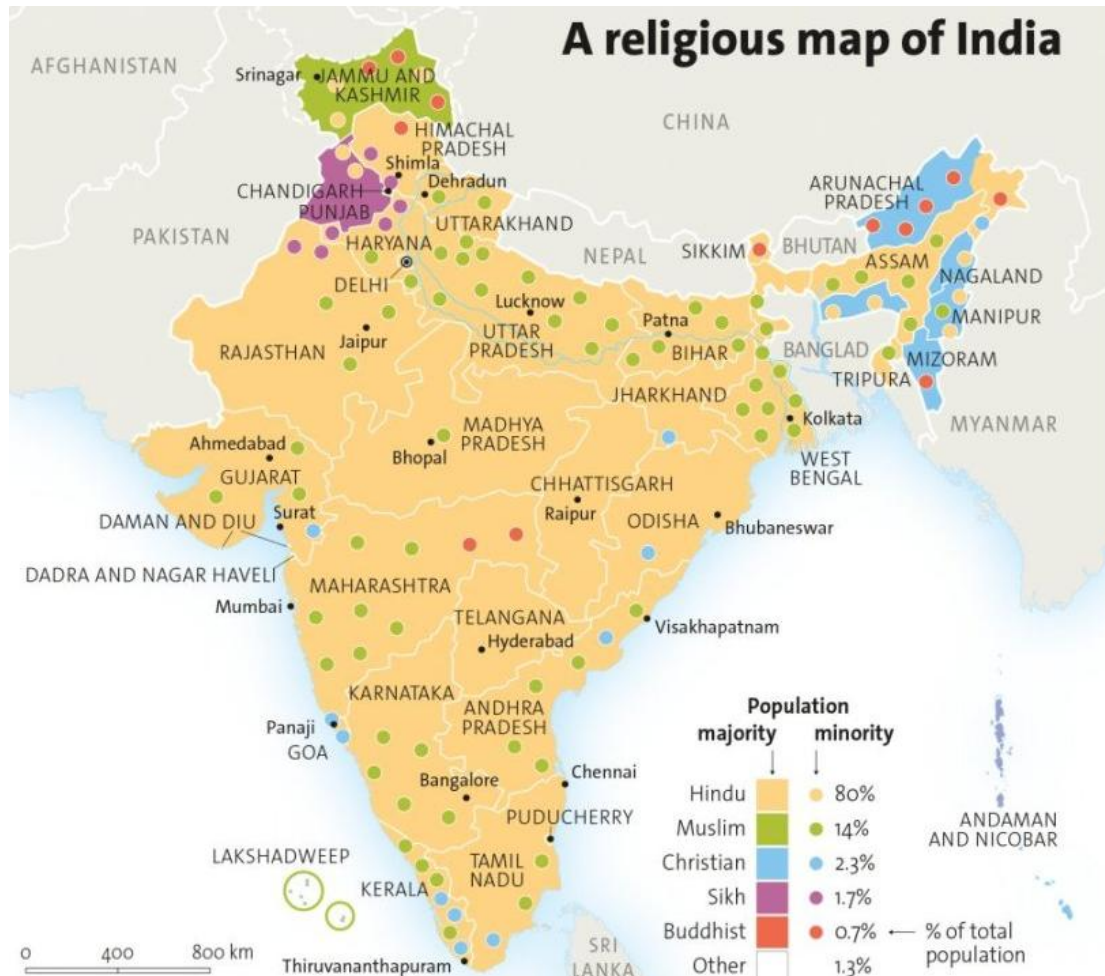 A religious map of India
AFGHANISTAN
Srinagar
JAMMU AND
KASHMIR
CHINA
HIMACHAL
PRADESH
Shimla
CHANDIGARH
Dehradun
PUNJAB
UTTARAKHAND
PAKISTAN
HARYANA
NEPAL
SIKKIM
BHUTAN
ARUNACHAL
PRADESH
ASSAM
NAGALAND
DELHI
Lucknow
MANIPUR
UTTAR
PRADESH
Patna
BIHAR
BANGLAD
MIZORAM
RAJASTHAN
Jaipur
TRIPURA
JHARKHAND
MADHYA
PRADESH
Kolkata
MYANMAR
Ahmedabad
Bhopal
WEST
BENGAL
GUJARAT
CHHATTISGARH
Surat
Raipur
ODISHA
DAMAN AND DIU
Bhubaneswar
DADRA AND NAGAR HAVELI
MAHARASHTRA
Mumbai
TELANGANA
Visakhapatnam
Hyderabad
KARNATAKA
ANDHRA
PRADESH
Panaji
GOA
Chennai
Bangalore
PUDUCHERRY
LAKSHADWEEP
TAMIL
NADU
KERALA
Thiruvananthapuram
SRI
LANKA
ANDAMAN
AND NICOBAR
Population
majority minority
Hindu 80%
Muslim 14%
Christian 2.3%
Sikh 1.7%
Buddhist 0.7% % of total
population
Other 1.3%
0 400 800 km